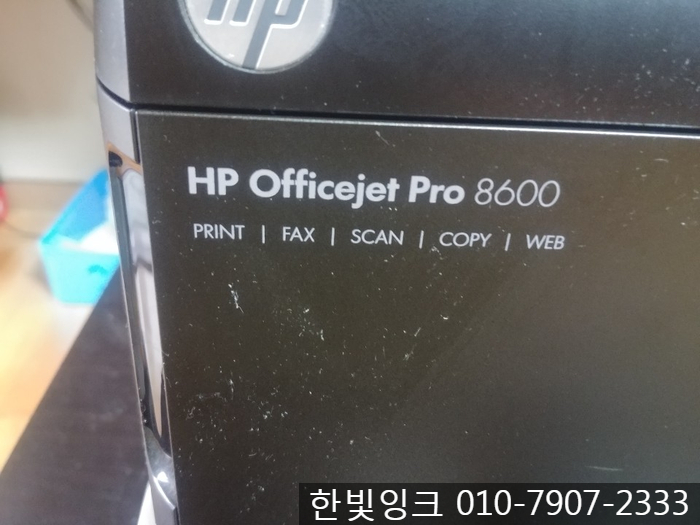 hp
HP Officejet Pro 8600
PRINT | FAX | SCAN | COPY | WEB
한빛잉크 010-7907-2333